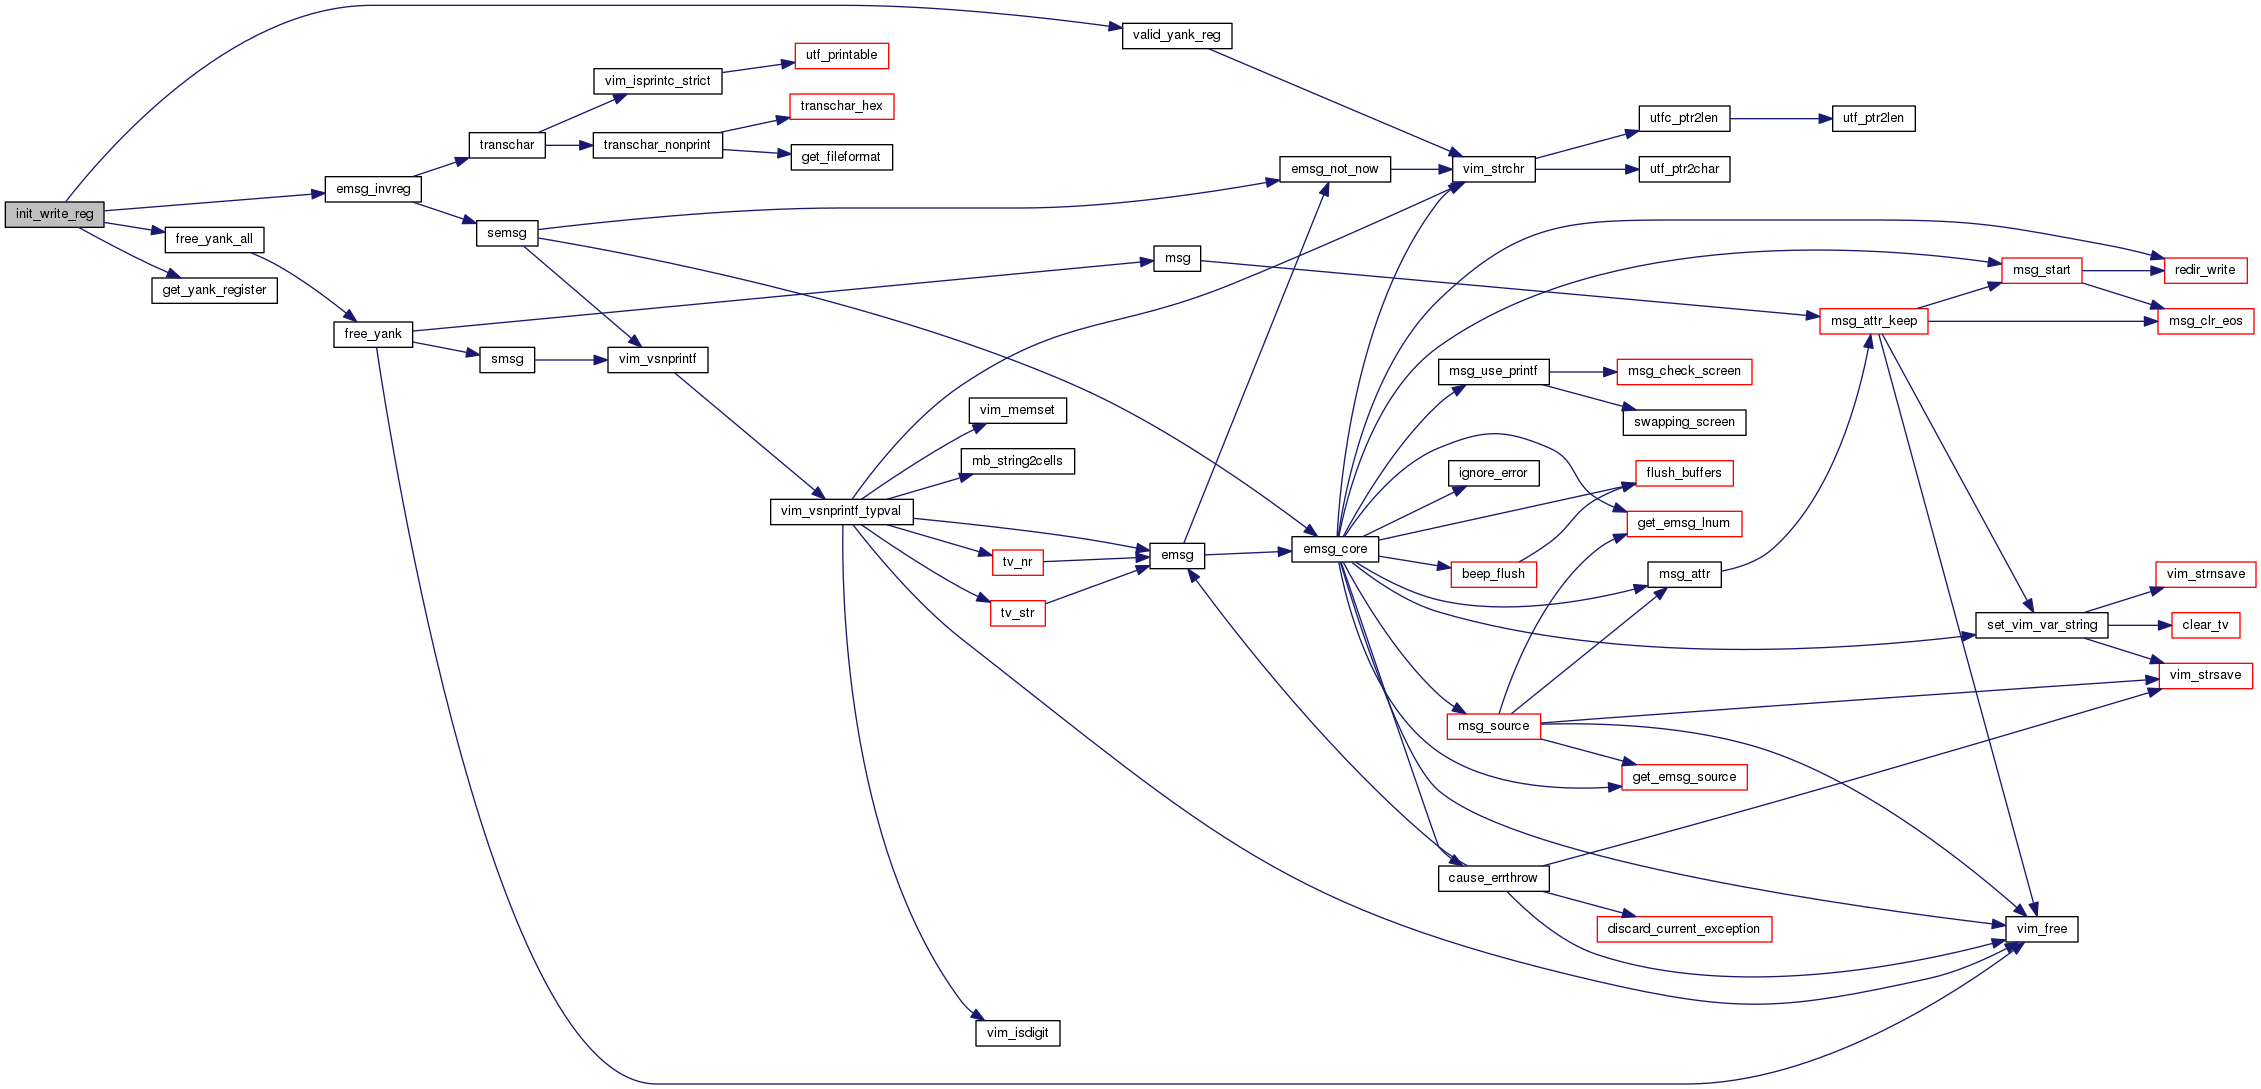 init_write_reg
valid_yank_reg
emsg_invreg
free_yank_all
get_yank_register
transchar
semsg
free_yank
smsg
vim_isprintc_strict
transchar_nonprint
vim_vsnprintf
utf_printable
transchar_hex
get_fileformat
vim_vsnprintf_typval
vim_memset
mb_string2cells
tv_nr
tv_str
vim_isdigit
msg
emsg
emsg_not_now
emsg_core
vim_strchr
msg_use_printf
ignore_error
beep_flush
msg_source
cause_errthrow
utfc_ptr2len
utf_ptr2char
msg_check_screen
swapping_screen
flush_buffers
get_emsg_lnum
msg_attr
get_emsg_source
discard_current_exception
utf_ptr2len
msg_attr_keep
msg_start
set_vim_var_string
vim_free
redir_write
msg_clr_eos
vim_strnsave
clear_tv
vim_strsave